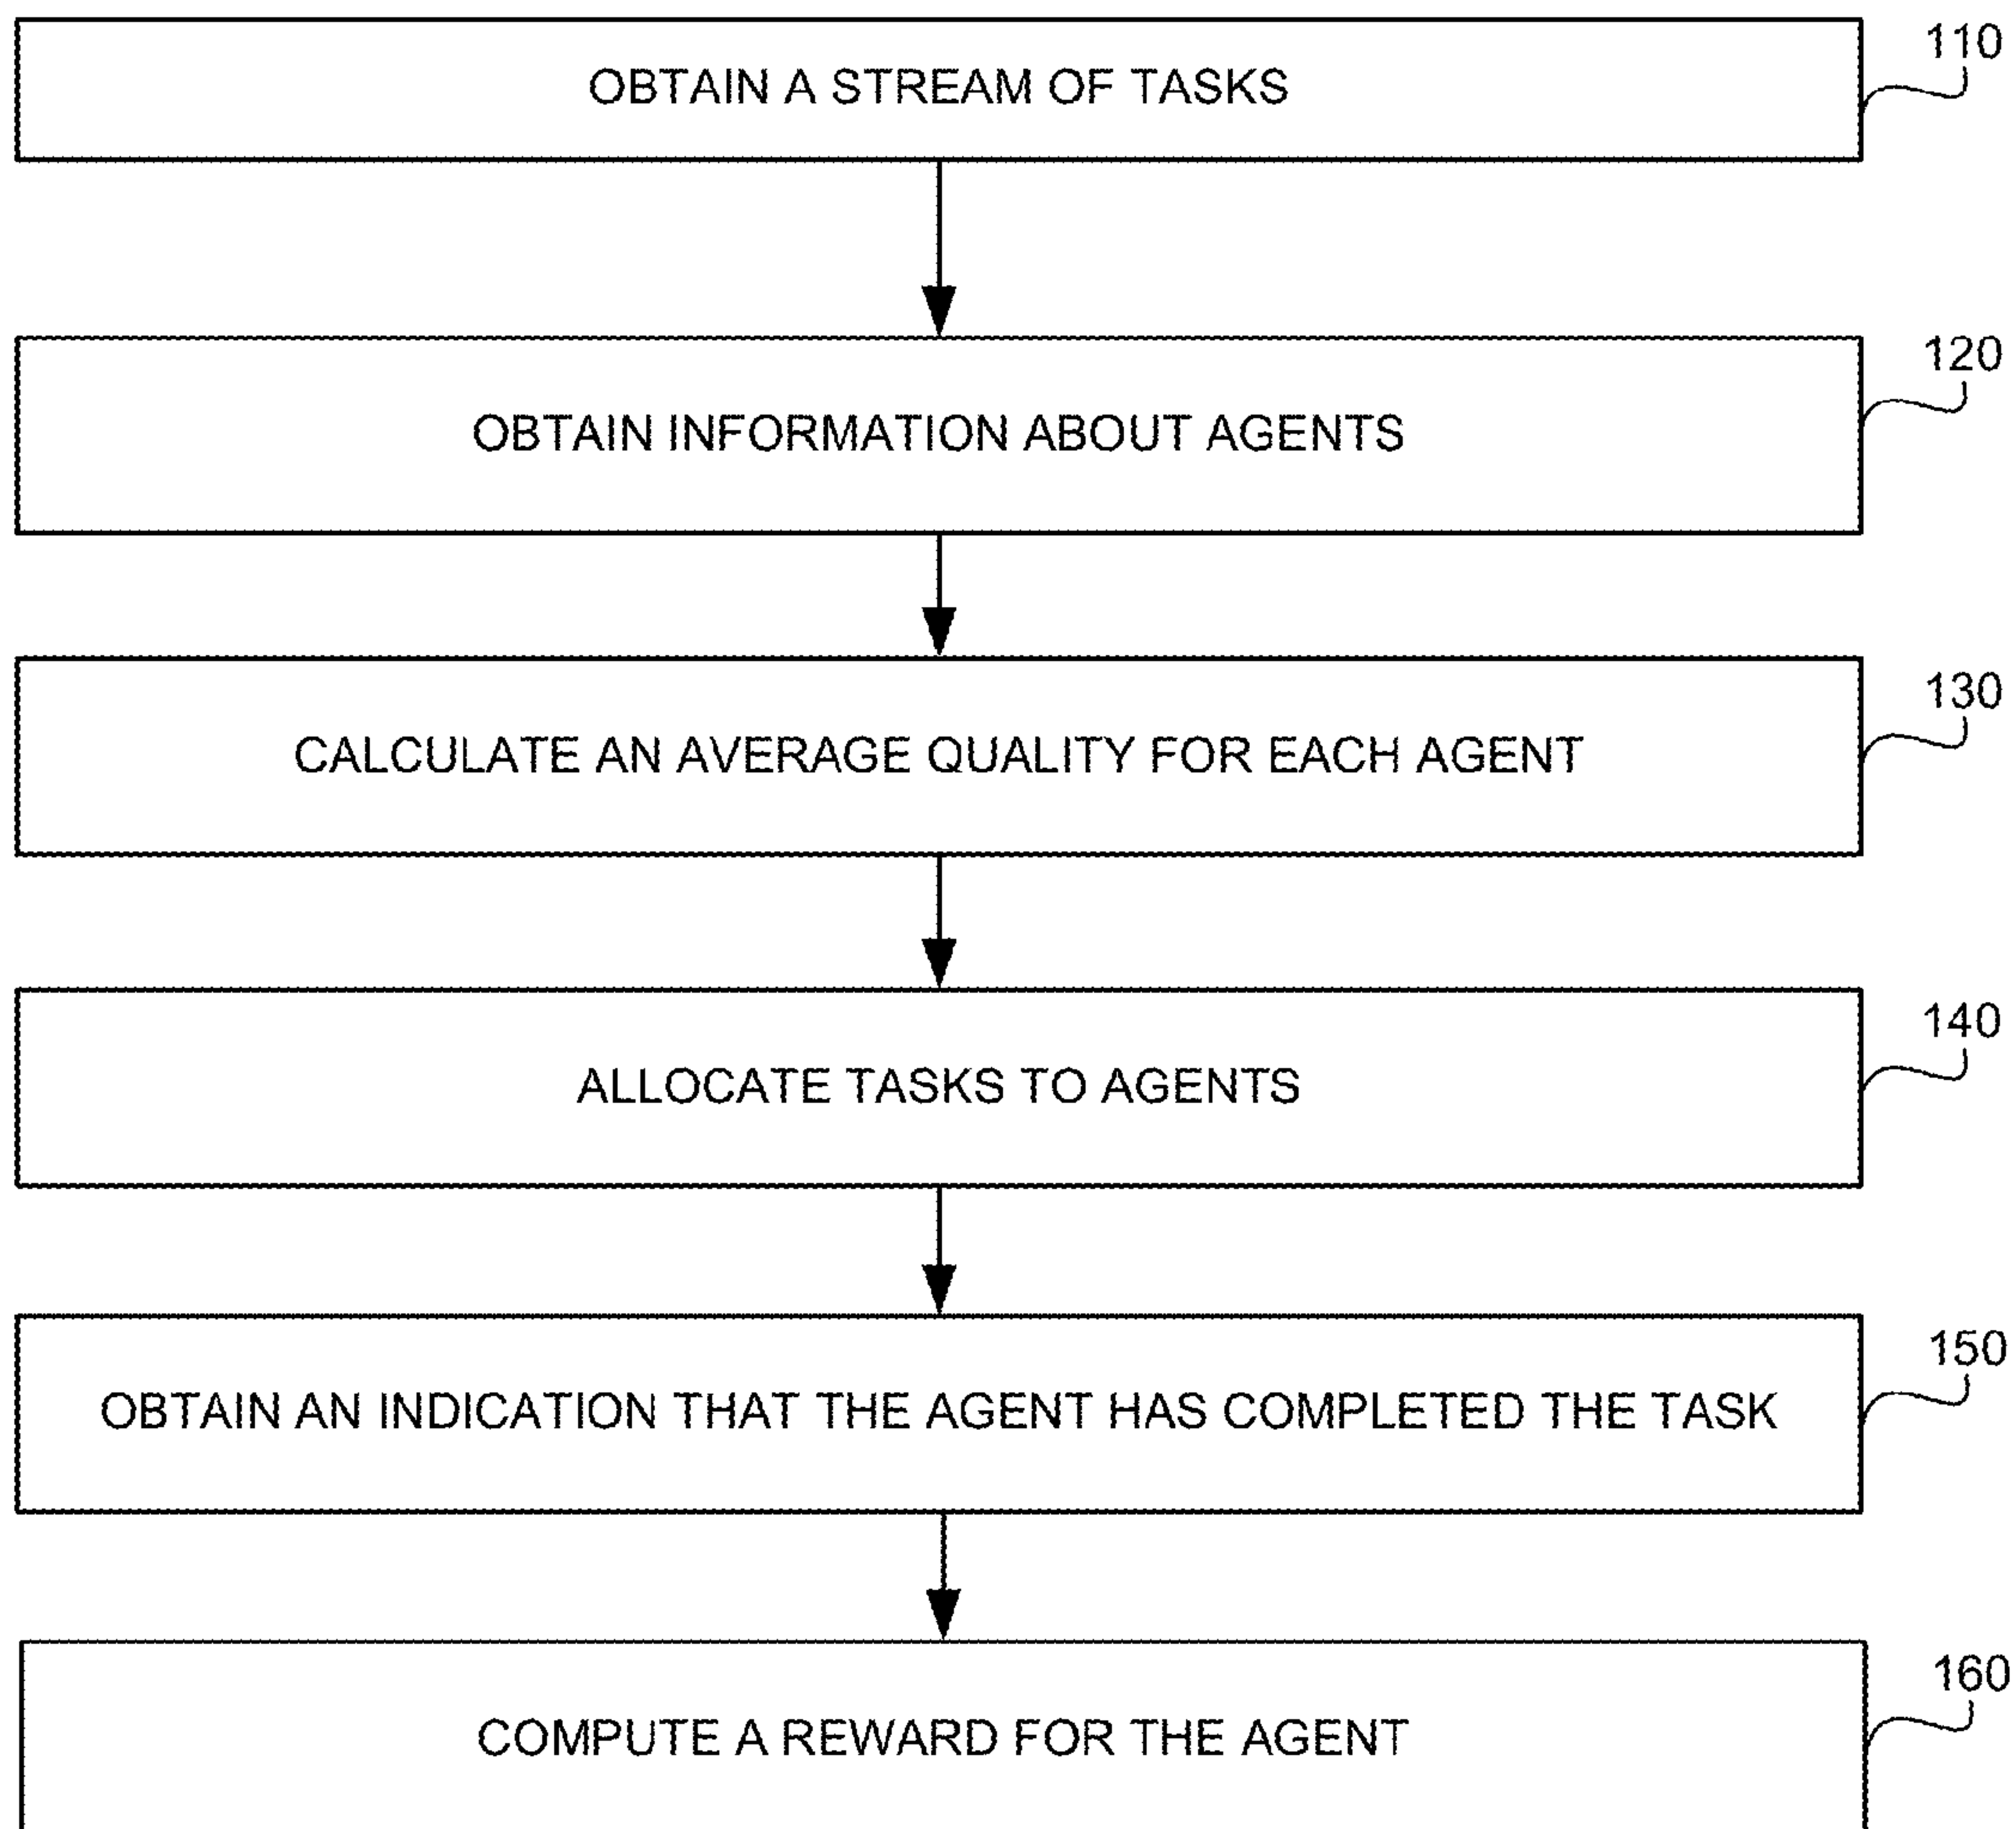 110
OBTAIN A STREAM OF TASKS
120
OBTAIN INFORMATION ABOUT AGENTS
130
CALCULATE AN AVERAGE QUALITY FOR EACH AGENT
140
ALLOCATE TASKS TO AGENTS
150
OBTAIN AN INDICATION THAT THE AGENT HAS COMPLETED THE TASK
160
COMPUTE A REWARD FOR THE AGENT